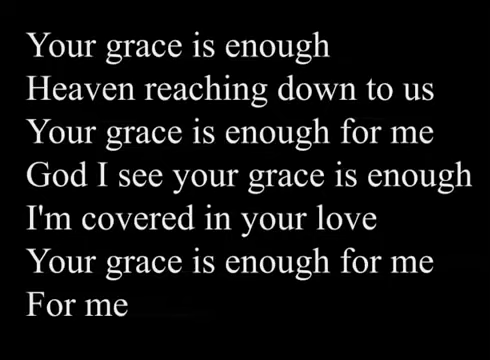 Your grace is enough
Heaven reaching down to us
Your grace is enough for me
God I see your grace is enough
I'm covered in your love
Your grace is enough for me
For me